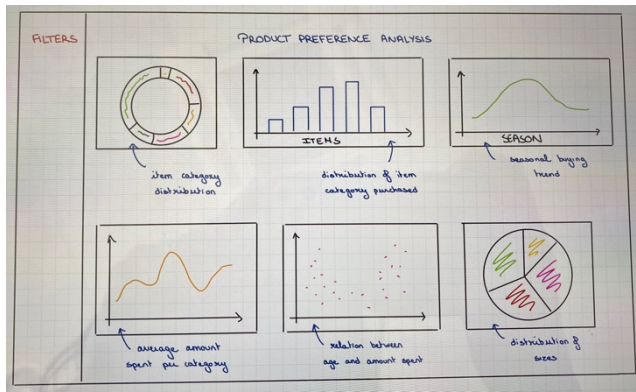 FILTERS
PRODUCT PREFERENCE ANALYSIS
ITEMS
SEASON
item category
distribution
distribution of item
category purchased
seasonal buying
trend
average amount
spent per category
relation between
age and amount spent
distribution of
sizes